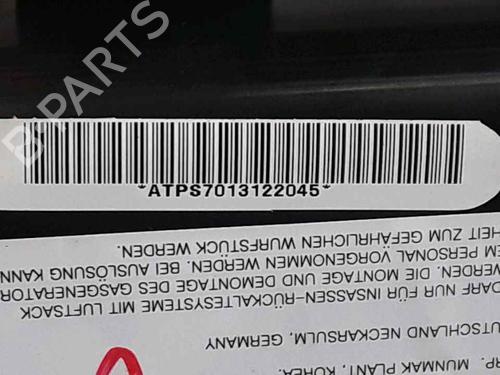 B-PARTS
*ATPS7013122045*
RP. MUNMAK PLANT, KOREA.
UTSCHLAND NECKARSULM, GERMANY
DARF NUR FÜR INSASSEN-RÜCKALTESYSTEME MIT LUFTSACK
WERDEN. DIE MONTAGE UND DEMONTAGE DES GASGENERATOR
EM PERSONAL VORGENOMMEN WERDEN. BEI AUSLÖSUNG KANN
HEIT ZUM GEFÄHRLICHEN WURFSTÜCK WERDEN.